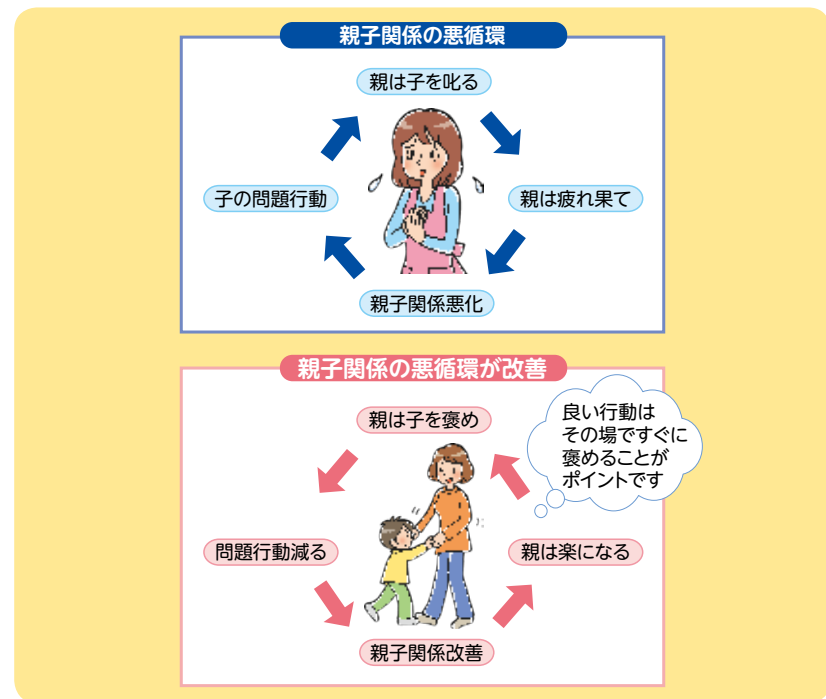 親子関係の悪循環
親は子を叱る
子の問題行動
親は疲れ果て
親子関係悪化
親子関係の悪循環が改善
親は子を褒め
良い行動は
その場ですぐに
褒めることが
ポイントです
問題行動減る
親は楽になる
親子関係改善